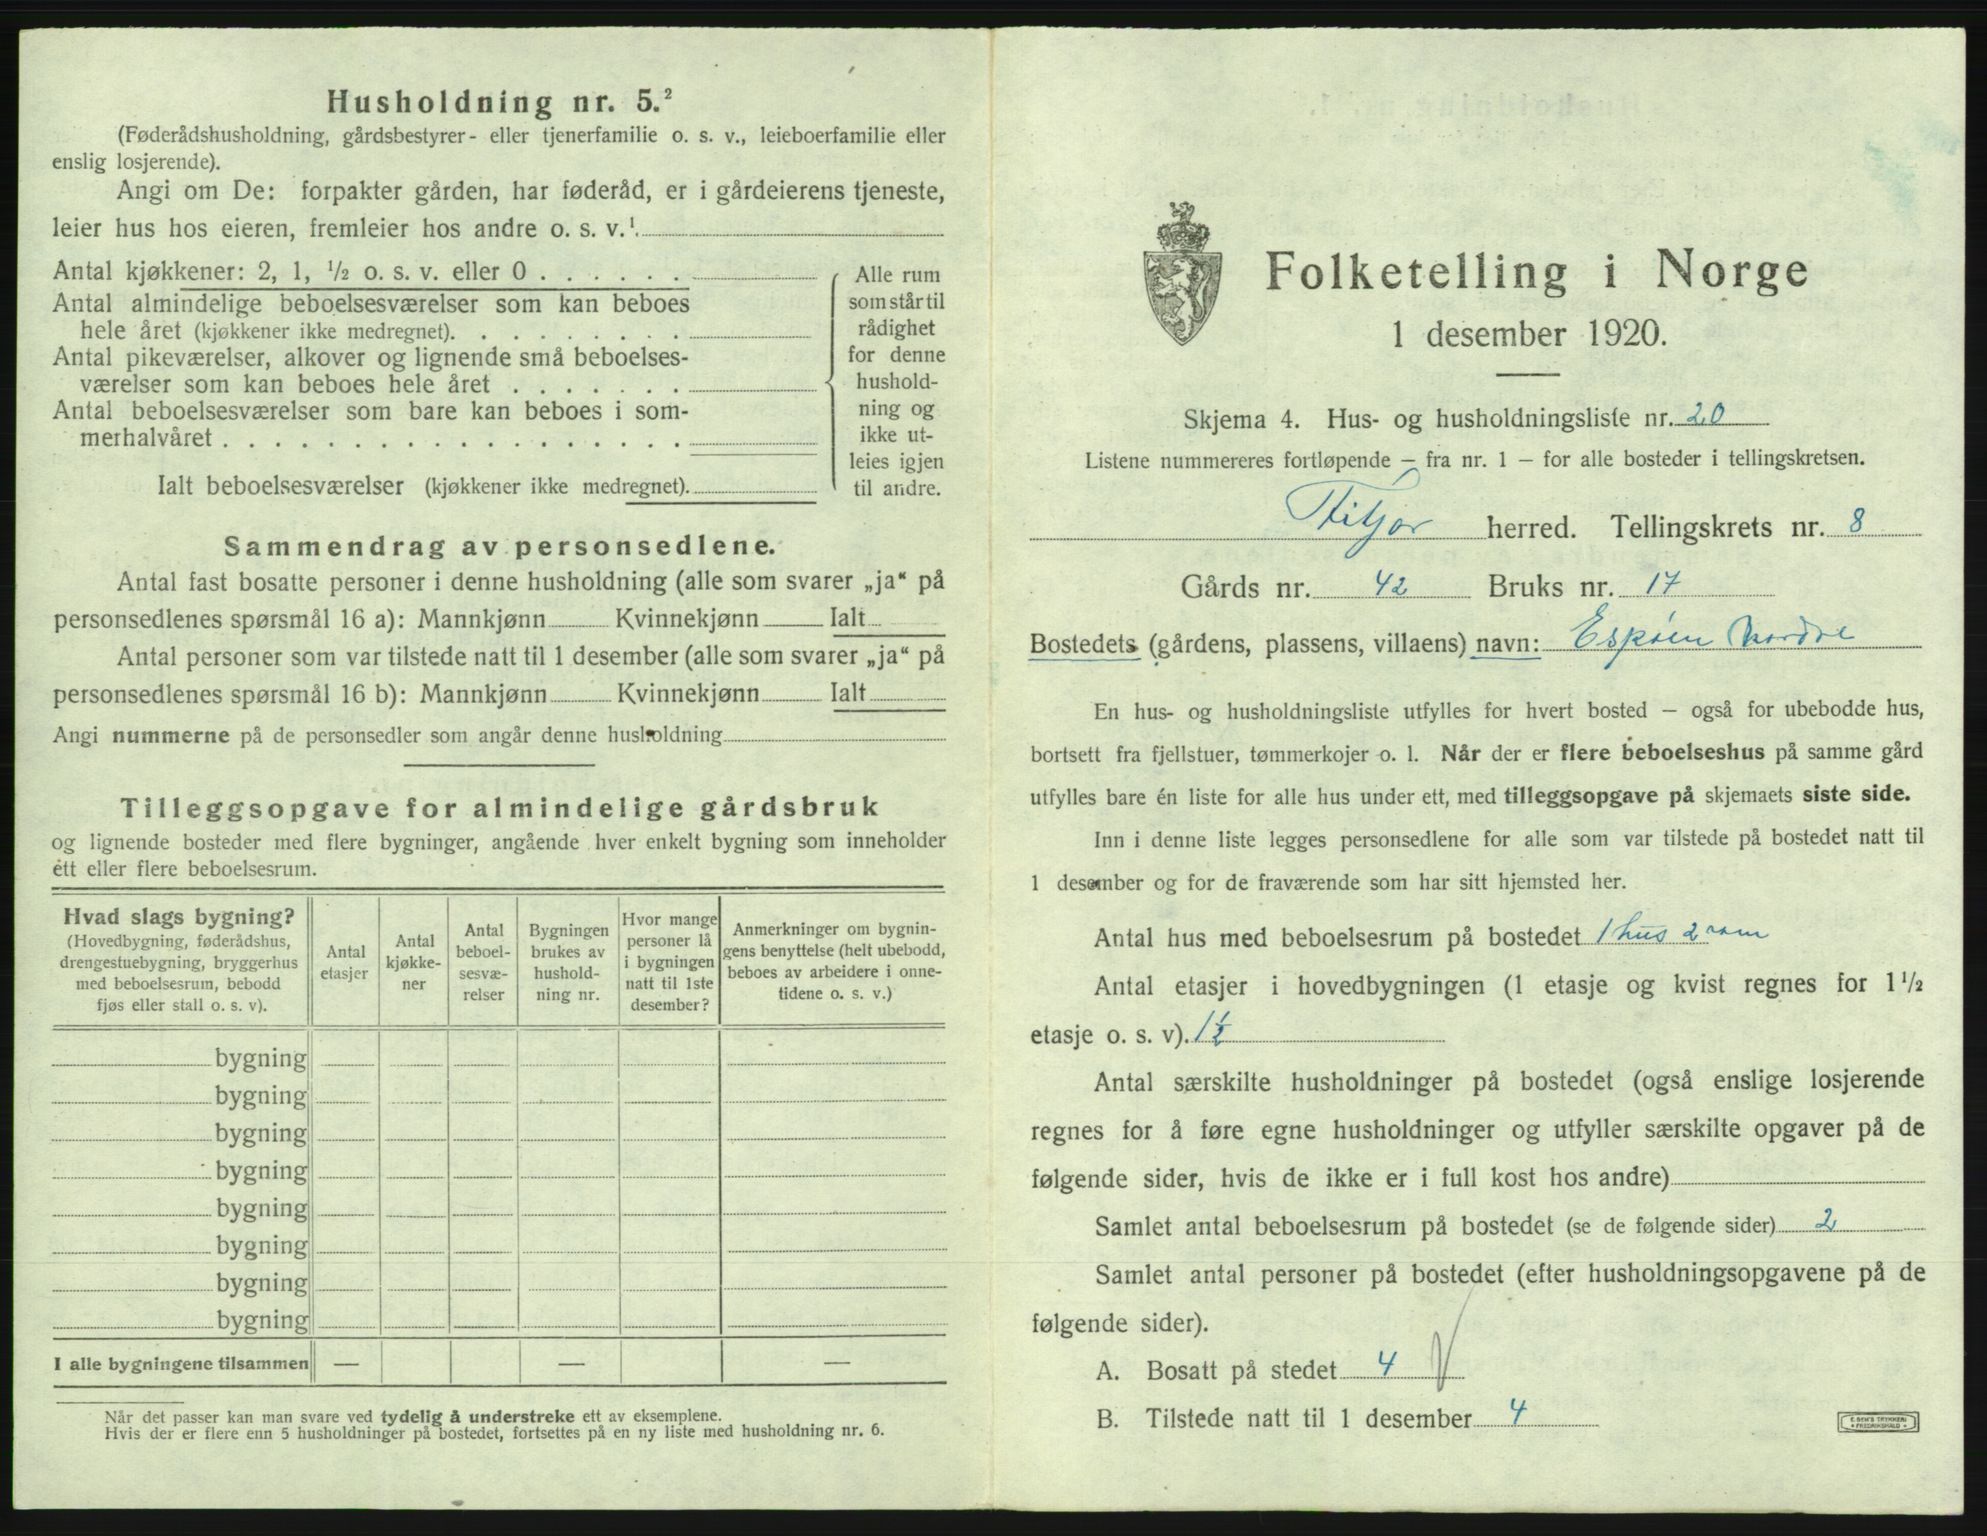 Husholdning nr. 5.²
(Føderådshusholdning, gårdsbestyrer- eller tjenerfamilie o. s. v., leieboerfamilie eller
enslig losjerende).
Angi om De: forpakter gården, har føderåd, er i gårdeierens tjeneste,
leier hus hos eieren, fremleier hos andre o. s. v.¹.
Antal kjøkkener: 2, 1, ½ o. s. v. eller 0 . . . . . .
Antal almindelige beboelsesværelser som kan beboes
hele året (kjøkkener ikke medregnet). . . . . . . . .
Antal pikeværelser, alkover og lignende små beboelses-
værelser som kan beboes hele året . . . . . . .
Antal beboelsesværelser som bare kan beboes i som-
merhalvåret . . . . . . . . . . . . . . . . . .
Ialt beboelsesværelser (kjøkkener ikke medregnet).
Alle rum
som står til
rådighet
for denne
hushold-
ning og
ikke ut-
leies igjen
til andre.
Sammendrag av personsedlene.
Antal fast bosatte personer i denne husholdning (alle som svarer „ja“ på
personsedlenes spørsmål 16 a): Mannkjønn Kvinnekjønn Ialt
Antal personer som var tilstede natt til 1 desember (alle som svarer „ja“ på
personsedlenes spørsmål 16 b): Mannkjønn Kvinnekjønn Ialt
Angi nummerne på de personsedler som angår denne husholdning
Tilleggsopgave for almindelige gårdsbruk
og lignende bosteder med flere bygninger, angående hver enkelt bygning som inneholder
étt eller flere beboelsesrum.
Hvad slags bygning?
(Hovedbygning, føderådshus,
drengestuebygning, bryggerhus
med beboelsesrum, bebodd
fjøs eller stall o. s. v).
Antal
etasjer
Antal
kjøkke-
ner
Antal
beboel-
sesvæ-
relser
Bygningen
brukes av
hushold-
ning nr.
Hvor mange
personer lå
i bygningen
natt til 1ste
desember?
Anmerkninger om bygnin-
gens benyttelse (helt ubebodd,
beboes av arbeidere i onne-
tidene o. s. v.)
bygning
bygning
bygning
bygning
bygning
bygning
bygning
bygning
I alle bygningene tilsammen — — —
Når det passer kan man svare ved tydelig å understreke ett av eksemplene.
Hvis der er flere enn 5 husholdninger på bostedet, fortsettes på en ny liste med husholdning nr. 6.
Folketelling i Norge
1 desember 1920.
Skjema 4. Hus- og husholdningsliste nr. 20
Listene nummereres fortløpende – fra nr. 1 – for alle bosteder i tellingskretsen.
Fitjar herred. Tellingskrets nr. 8
Gårds nr. 42 Bruks nr. 17
Bostedets (gårdens, plassens, villaens) navn: Espøen Nordre
En hus- og husholdningsliste utfylles for hvert bosted – også for ubebodde hus,
bortsett fra fjellstuer, tømmerkojer o. l. Når der er flere beboelseshus på samme gård
utfylles bare én liste for alle hus under ett, med tilleggsopgave på skjemaets siste side.
Inn i denne liste legges personsedlene for alle som var tilstede på bostedet natt til
1 desember og for de fraværende som har sitt hjemsted her.
Antal hus med beboelsesrum på bostedet 1 hus 2 rom
Antal etasjer i hovedbygningen (1 etasje og kvist regnes for 1½
etasje o. s. v). 1½
Antal særskilte husholdninger på bostedet (også enslige losjerende
regnes for å føre egne husholdninger og utfyller særskilte opgaver på de
følgende sider, hvis de ikke er i full kost hos andre)
Samlet antal beboelsesrum på bostedet (se de følgende sider) 2
Samlet antal personer på bostedet (efter husholdningsopgavene på de
følgende sider).
A. Bosatt på stedet 4
B. Tilstede natt til 1 desember 4